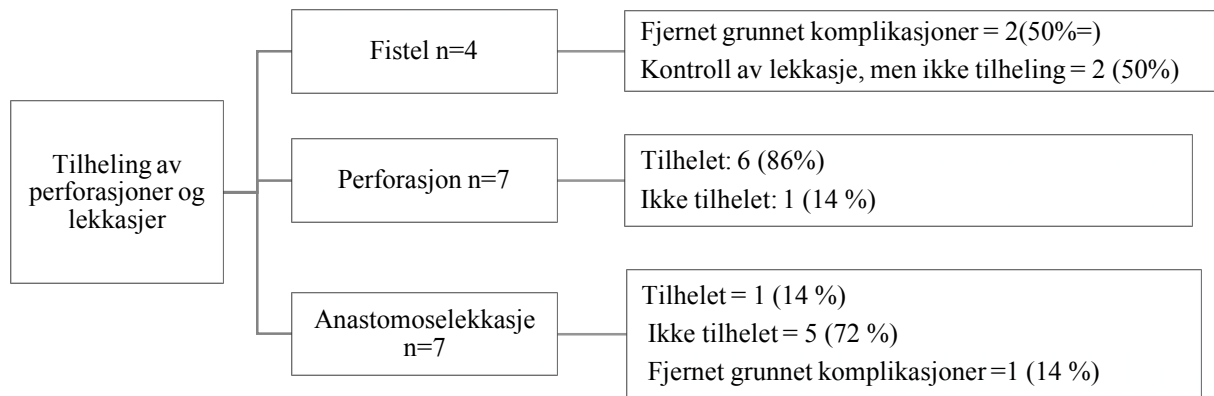 Tilheling av
perforasjoner og
lekkasjer
Fistel n=4
Fjernet grunnet komplikasjoner = 2(50%=)
Kontroll av lekkasje, men ikke tilheling = 2 (50%)
Perforasjon n=7
Tilhelet: 6 (86%)
Ikke tilhelet: 1 (14 %)
Anastomoselekkasje
n=7
Tilhelet = 1 (14 %)
Ikke tilhelet = 5 (72 %)
Fjernet grunnet komplikasjoner =1 (14 %)